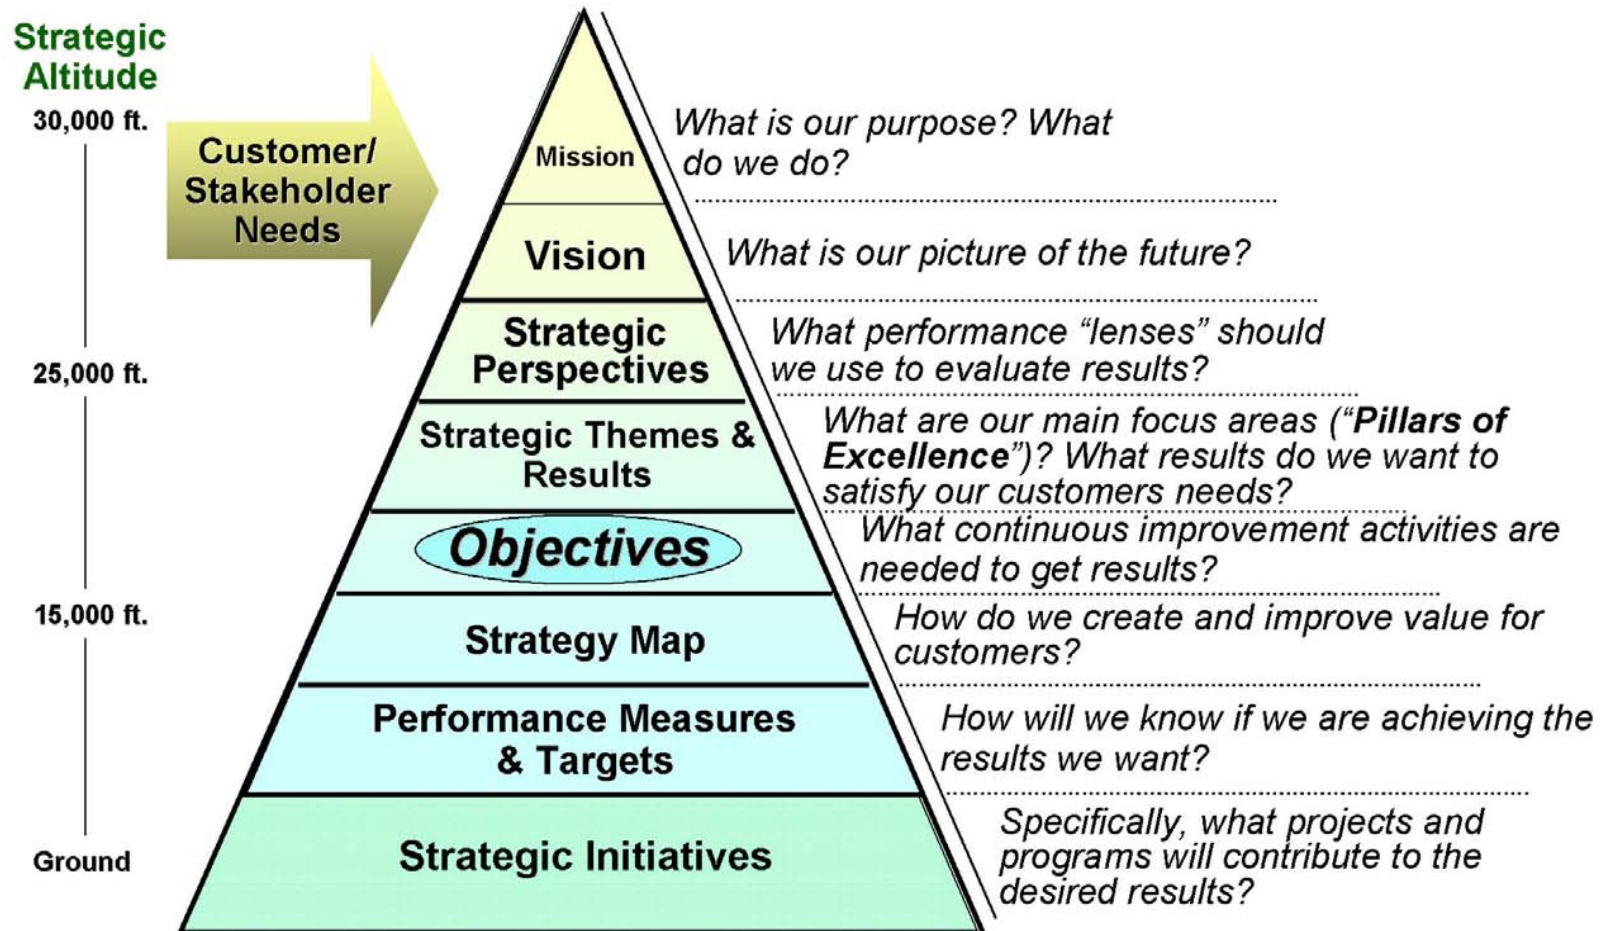 Strategic
Altitude
30,000 ft.
25,000 ft.
15,000 ft.
Ground
Customer/
Stakeholder
Needs
Mission
What is our purpose? What
do we do?
Vision
What is our picture of the future?
Strategic
Perspectives
What performance “lenses” should
we use to evaluate results?
Strategic Themes &
Results
What are our main focus areas (“Pillars of
Excellence”)? What results do we want to
satisfy our customers needs?
Objectives
What continuous improvement activities are
needed to get results?
Strategy Map
How do we create and improve value for
customers?
Performance Measures
& Targets
How will we know if we are achieving the
results we want?
Strategic Initiatives
Specifically, what projects and
programs will contribute to the
desired results?